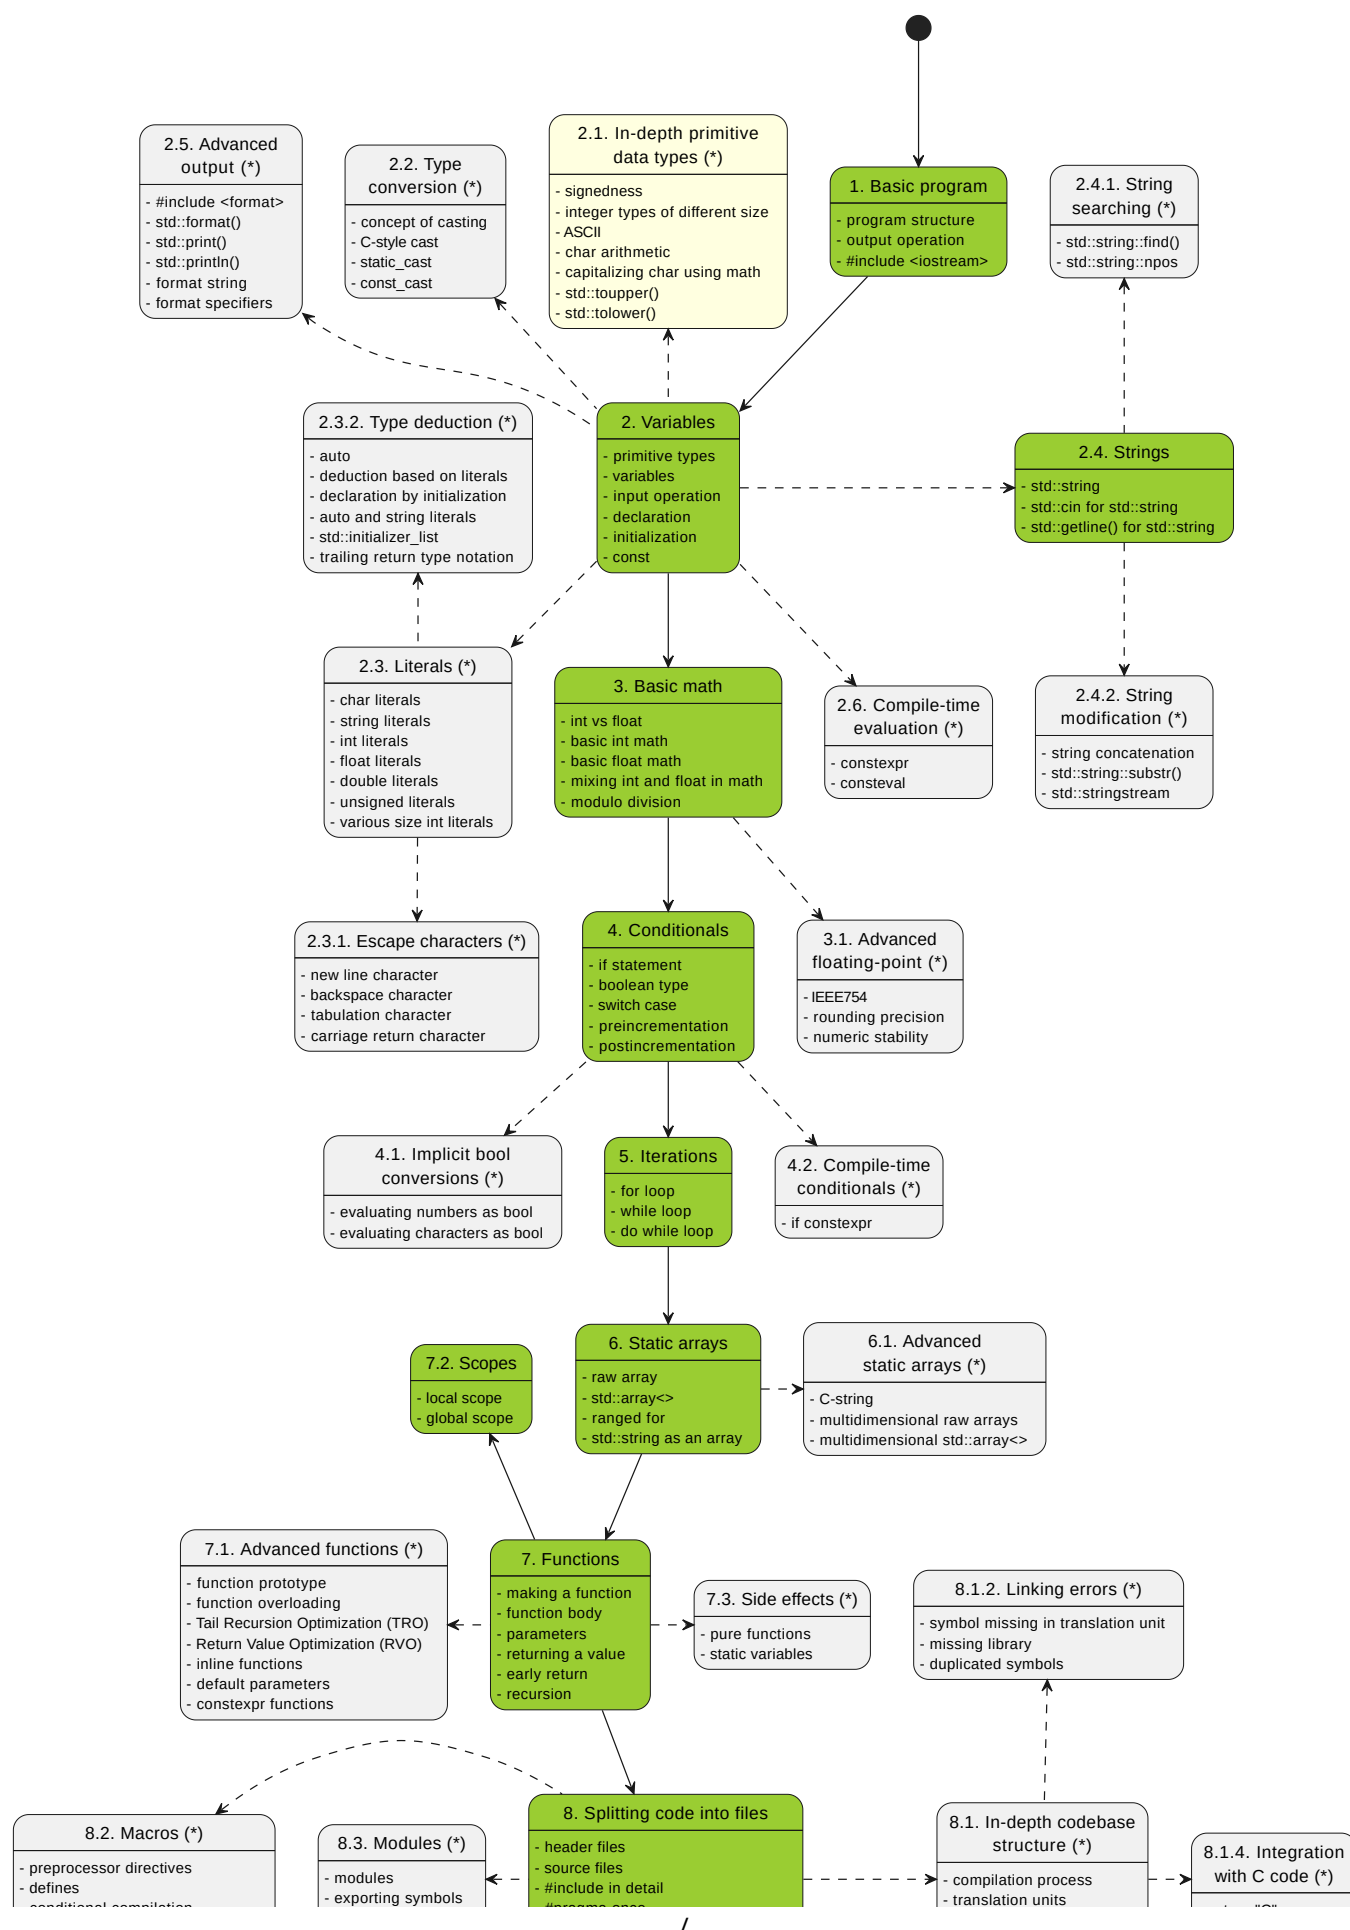 2.5. Advanced
output (*)
- #include <format>
- std::format()
- std::print()
- std::println()
- format string
- format specifiers
2.2. Type
conversion (*)
- concept of casting
- C-style cast
- static_cast
- const_cast
2.1. In-depth primitive
data types (*)
- signedness
- integer types of different size
- ASCII
- char arithmetic
- capitalizing char using math
- std::toupper()
- std::tolower()
1. Basic program
- program structure
- output operation
- #include <iostream>
2.4.1. String
searching (*)
- std::string::find()
- std::string::npos
2.3.2. Type deduction (*)
- auto
- deduction based on literals
- declaration by initialization
- auto and string literals
- std::initializer_list
- trailing return type notation
2. Variables
- primitive types
- variables
- input operation
- declaration
- initialization
- const
2.4. Strings
- std::string
- std::cin for std::string
- std::getline() for std::string
2.3. Literals (*)
- char literals
- string literals
- int literals
- float literals
- double literals
- unsigned literals
- various size int literals
3. Basic math
- int vs float
- basic int math
- basic float math
- mixing int and float in math
- modulo division
2.6. Compile-time
evaluation (*)
- constexpr
- consteval
2.4.2. String
modification (*)
- string concatenation
- std::string::substr()
- std::stringstream
2.3.1. Escape characters (*)
- new line character
- backspace character
- tabulation character
- carriage return character
4. Conditionals
- if statement
- boolean type
- switch case
- preincrementation
- postincrementation
3.1. Advanced
floating-point (*)
- IEEE754
- rounding precision
- numeric stability
4.1. Implicit bool
conversions (*)
- evaluating numbers as bool
- evaluating characters as bool
5. Iterations
- for loop
- while loop
- do while loop
4.2. Compile-time
conditionals (*)
- if constexpr
7.2. Scopes
- local scope
- global scope
6. Static arrays
- raw array
- std::array<>
- ranged for
- std::string as an array
6.1. Advanced
static arrays (*)
- C-string
- multidimensional raw arrays
- multidimensional std::array<>
7.1. Advanced functions (*)
- function prototype
- function overloading
- Tail Recursion Optimization (TRO)
- Return Value Optimization (RVO)
- inline functions
- default parameters
- constexpr functions
7. Functions
- making a function
- function body
- parameters
- returning a value
- early return
- recursion
7.3. Side effects (*)
- pure functions
- static variables
8.1.2. Linking errors (*)
- symbol missing in translation unit
- missing library
- duplicated symbols
8.2. Macros (*)
- preprocessor directives
- defines
8.3. Modules (*)
- modules
- exporting symbols
8. Splitting code into files
- header files
- source files
- #include in detail
8.1. In-depth codebase
structure (*)
- compilation process
- translation units
8.1.4. Integration
with C code (*)